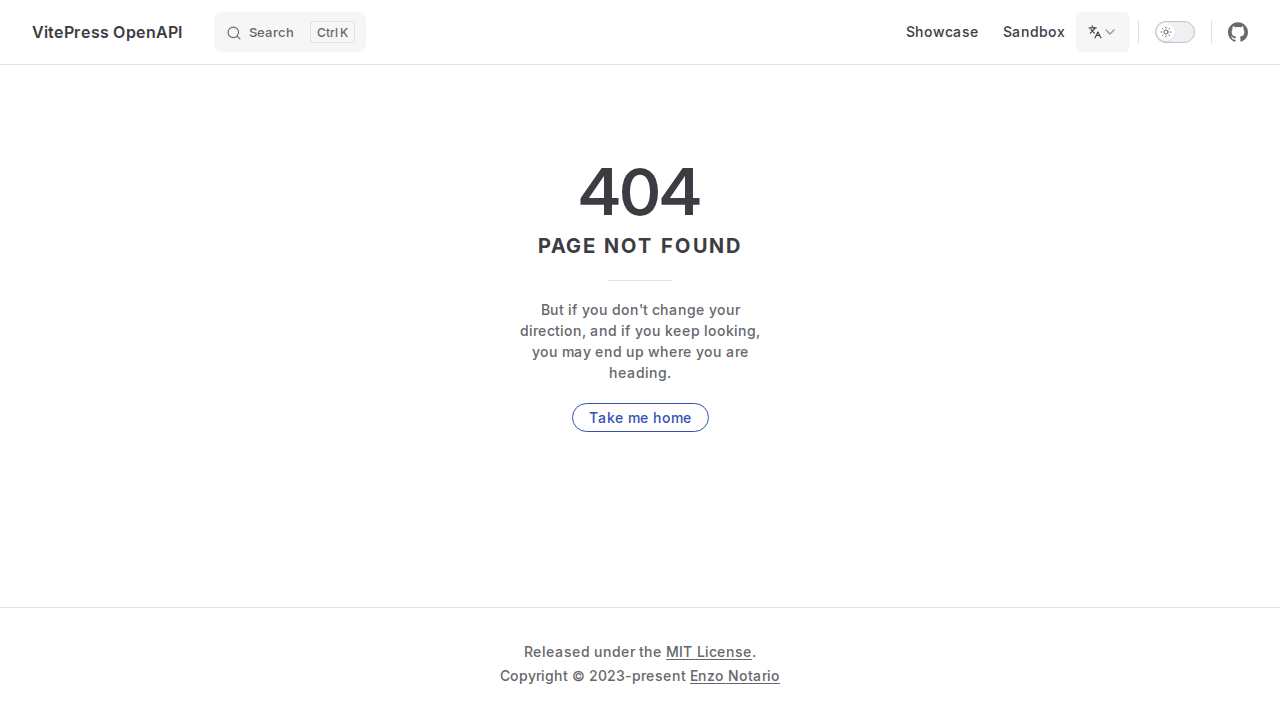 VitePress OpenAPI
Search
Ctrl K
Showcase
Sandbox
404
PAGE NOT FOUND
But if you don't change your
direction, and if you keep looking,
you may end up where you are
heading.
Take me home
Released under the MIT License.
Copyright © 2023-present Enzo Notario